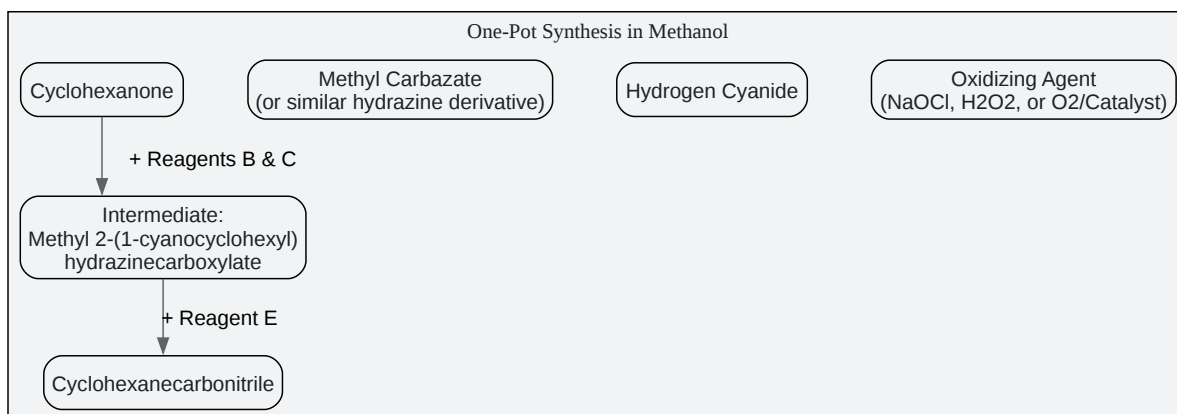 One-Pot Synthesis in Methanol
Cyclohexanone
Methyl Carbazate
(or similar hydrazine derivative)
Hydrogen Cyanide
Oxidizing Agent
(NaOCl, H2O2, or O2/Catalyst)
+ Reagents B & C
Intermediate:
Methyl 2-(1-cyanocyclohexyl)
hydrazinecarboxylate
+ Reagent E
Cyclohexanecarbonitrile